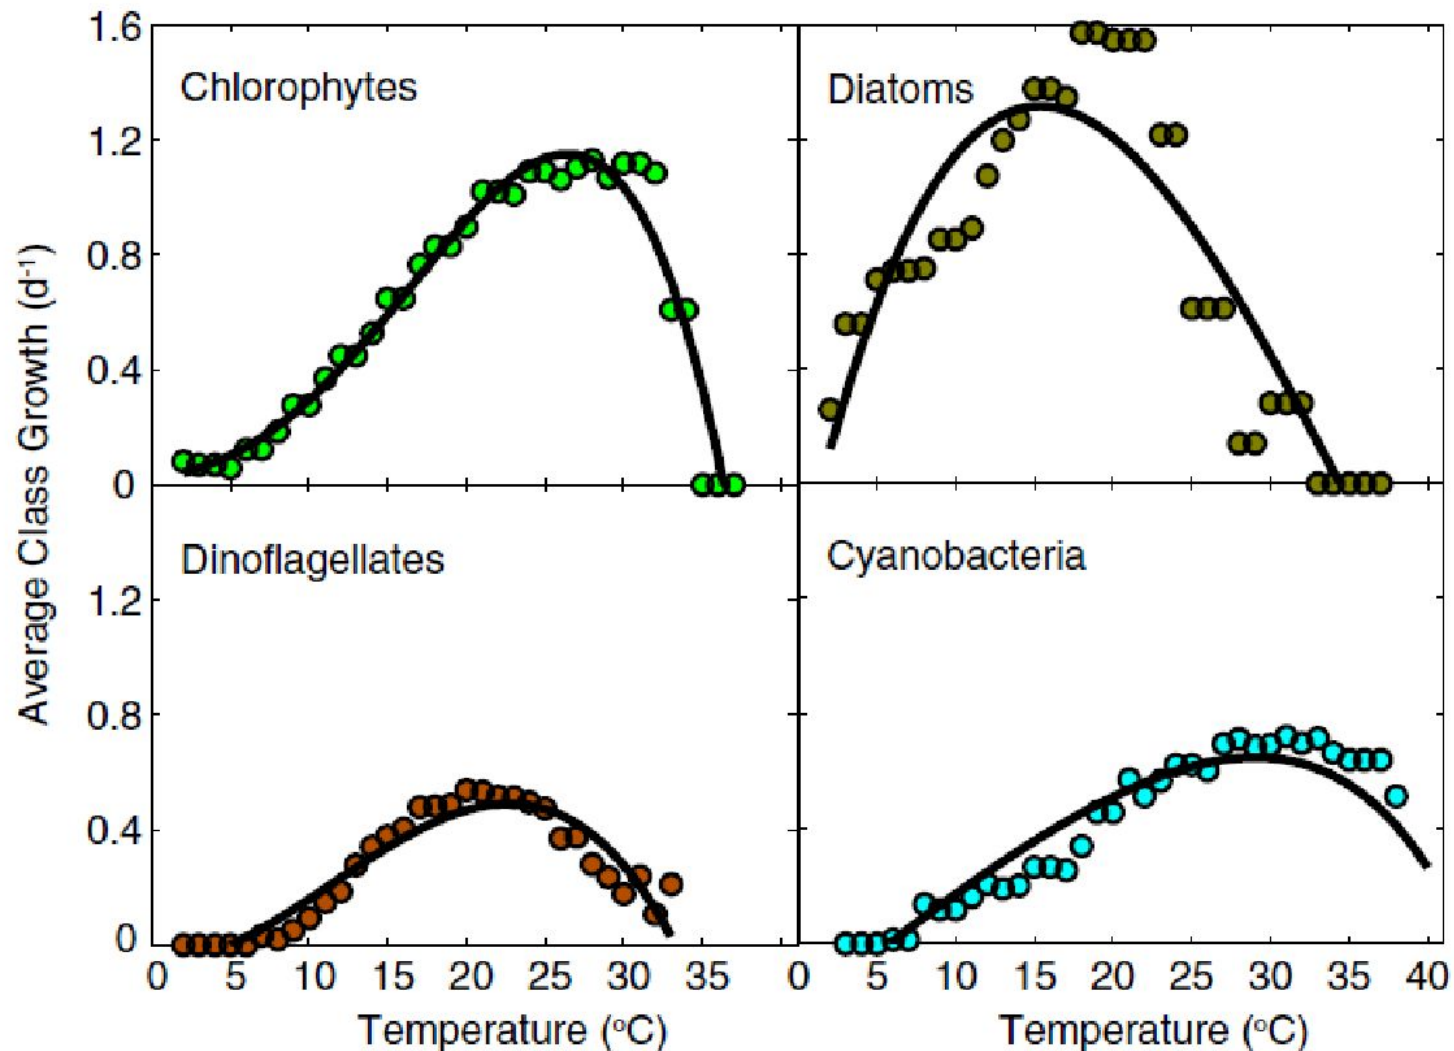 Average Class Growth (d⁻¹)
1.6
1.2
0.8
0.4
0
Chlorophytes
Diatoms
1.2
0.8
0.4
0
Dinoflagellates
Cyanobacteria
0 5 10 15 20 25 30 35
0 5 10 15 20 25 30 35 40
Temperature (°C)
Temperature (°C)